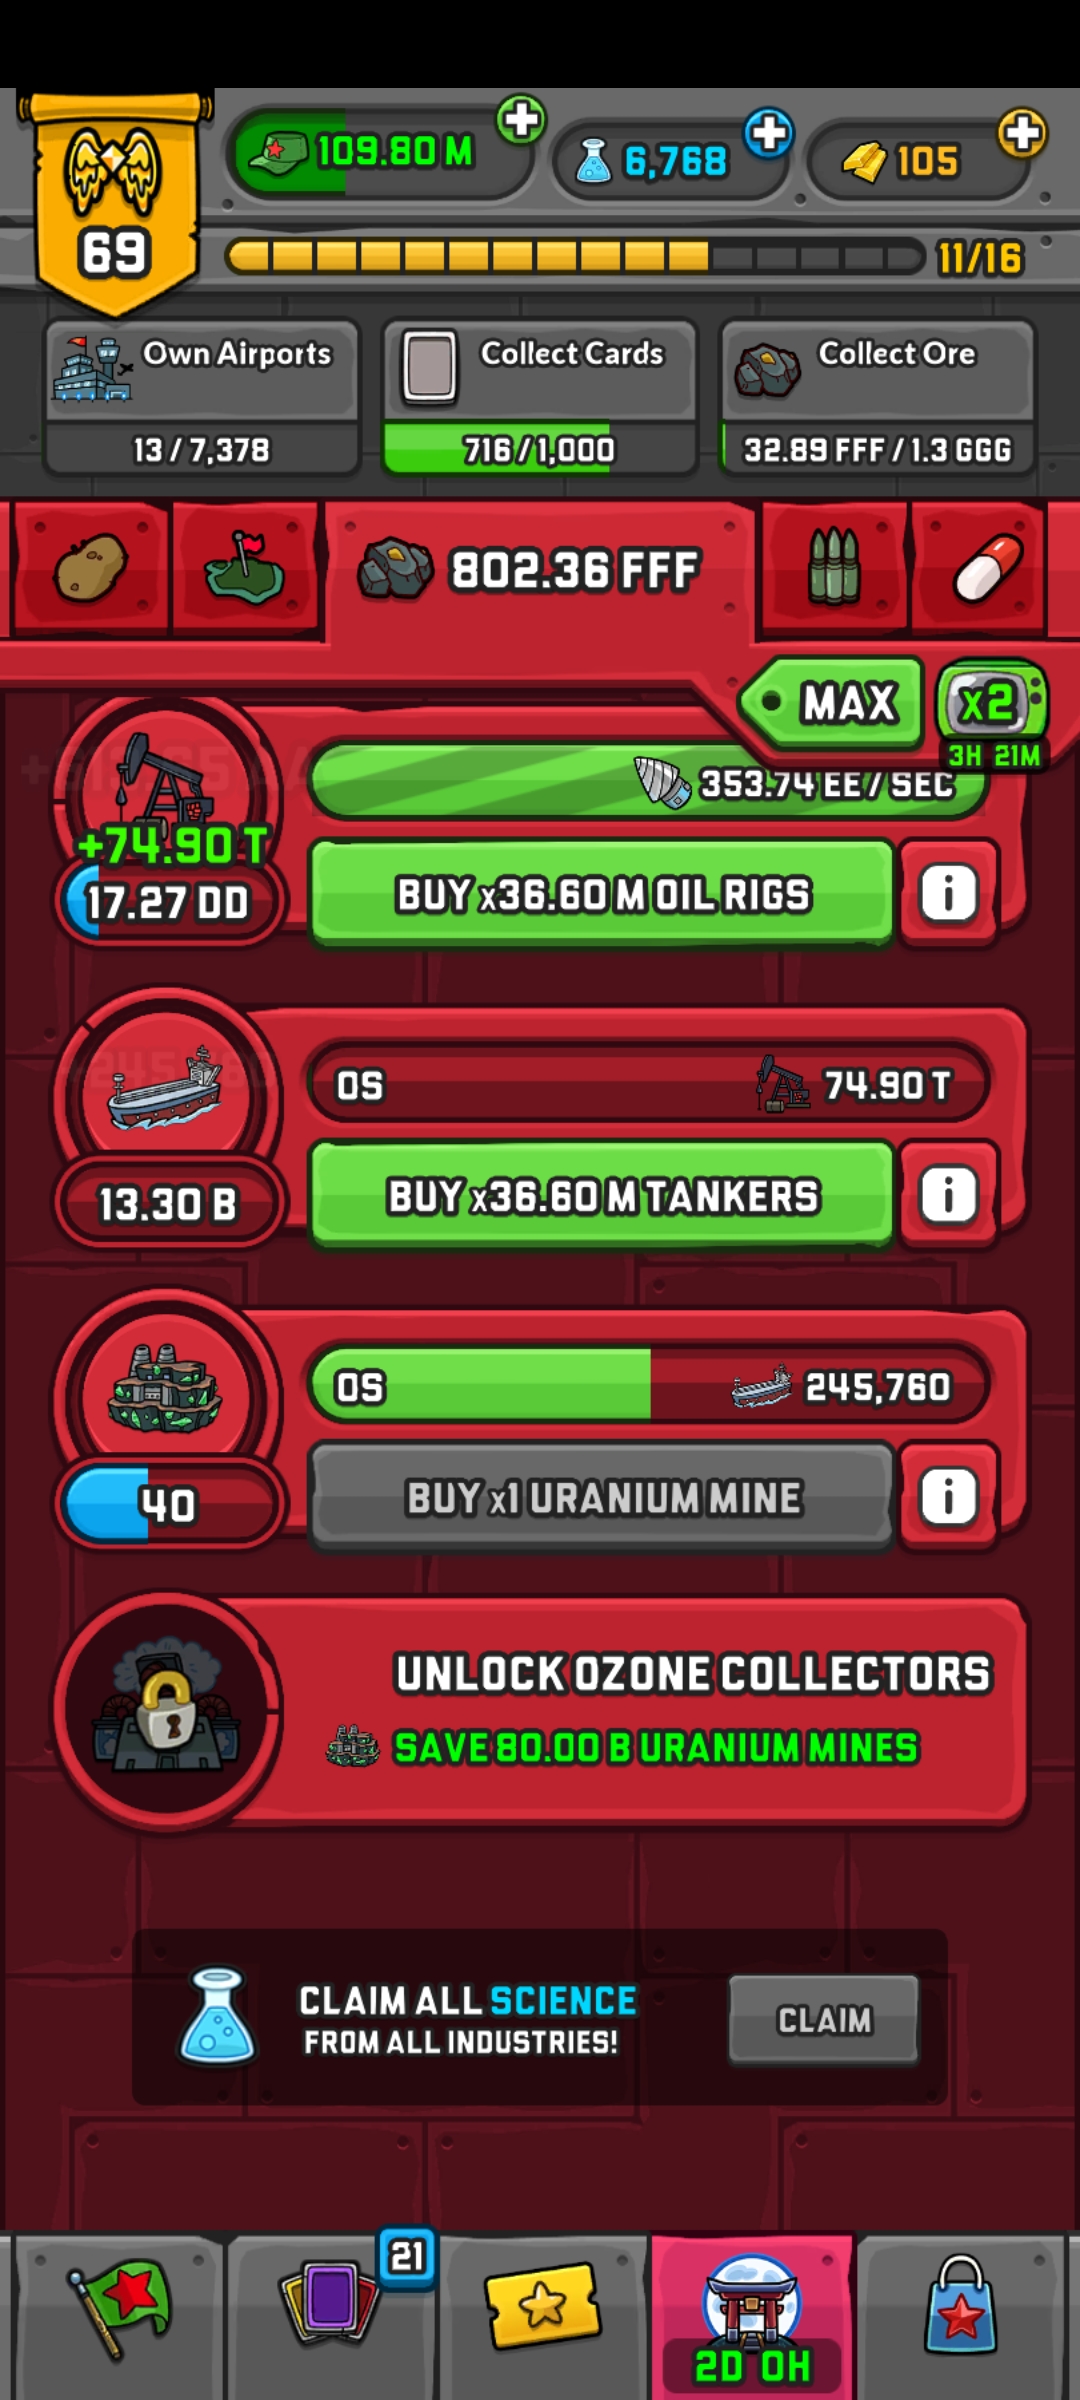 109.80 M
6,768
105
69
11/16
Own Airports
13 / 7,378
Collect Cards
716 / 1,000
Collect Ore
32.89 FFF / 1.3 GGG
802.36 FFF
MAX
x2
3H 21M
353.74 EE / SEC
+74.90 T
17.27 DD
BUY x36.60 M OIL RIGS
i
0S
74.90 T
13.30 B
BUY x36.60 M TANKERS
i
0S
245,760
40
BUY x1 URANIUM MINE
i
UNLOCK OZONE COLLECTORS
SAVE 80.00 B URANIUM MINES
CLAIM ALL SCIENCE
FROM ALL INDUSTRIES!
CLAIM
21
2D 0H